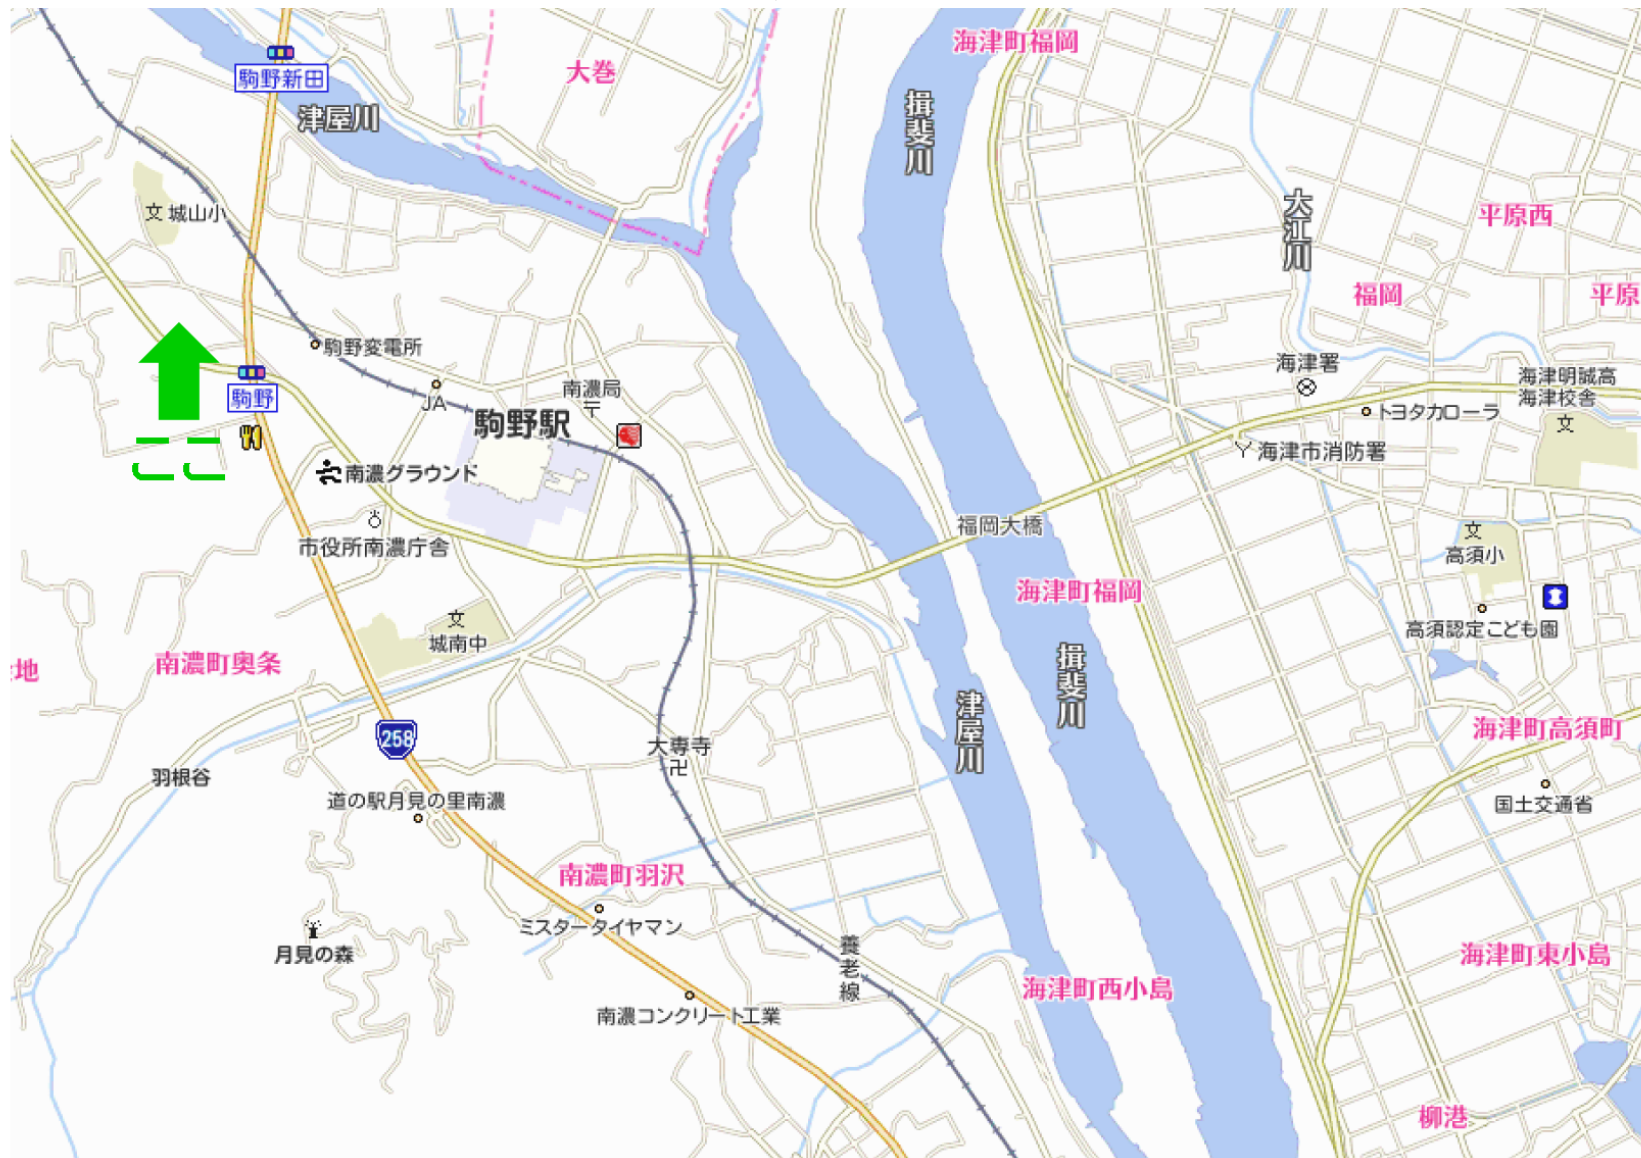 海津町福岡
駒野新田
大巻
津屋川
揖斐川
城山小
大江川
平原西
福岡
平原
駒野変電所
海津署
南濃局
海津明誠高
海津校舎
駒野
JA
トヨタカローラ
駒野駅
海津市消防署
南濃グラウンド
福岡大橋
市役所南濃庁舎
高須小
海津町福岡
高須認定こども園
城南中
南濃町奥条
地
揖斐川
津屋川
海津町高須町
258
大専寺
羽根谷
道の駅月見の里南濃
国土交通省
南濃町羽沢
ミスタータイヤマン
月見の森
養老線
海津町東小島
海津町西小島
南濃コンクリート工業
柳港